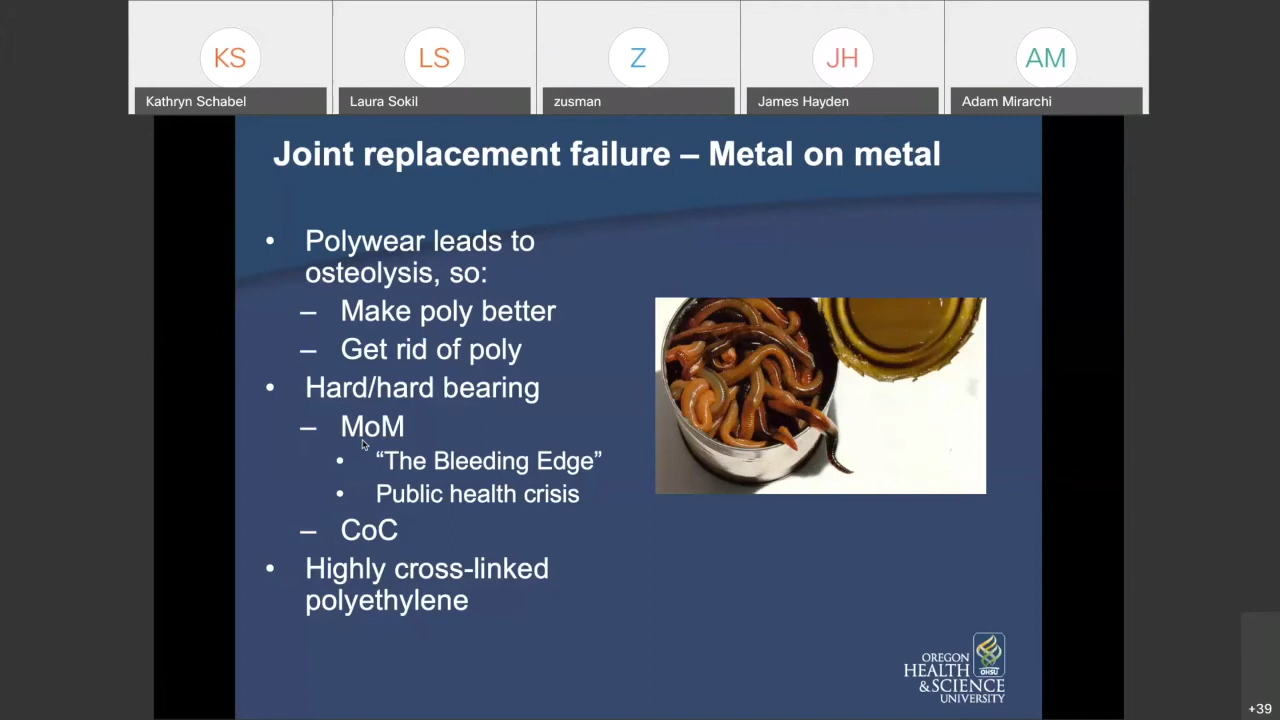 KS
LS
Z
JH
AM
Kathryn Schabel
Laura Sokil
zusman
James Hayden
Adam Mirarchi
Joint replacement failure – Metal on metal
• Polywear leads to
osteolysis, so:
– Make poly better
– Get rid of poly
• Hard/hard bearing
– MoM
• “The Bleeding Edge”
• Public health crisis
– CoC
• Highly cross-linked
polyethylene
OREGON
HEALTH
& SCIENCE
UNIVERSITY
OHSU
+39